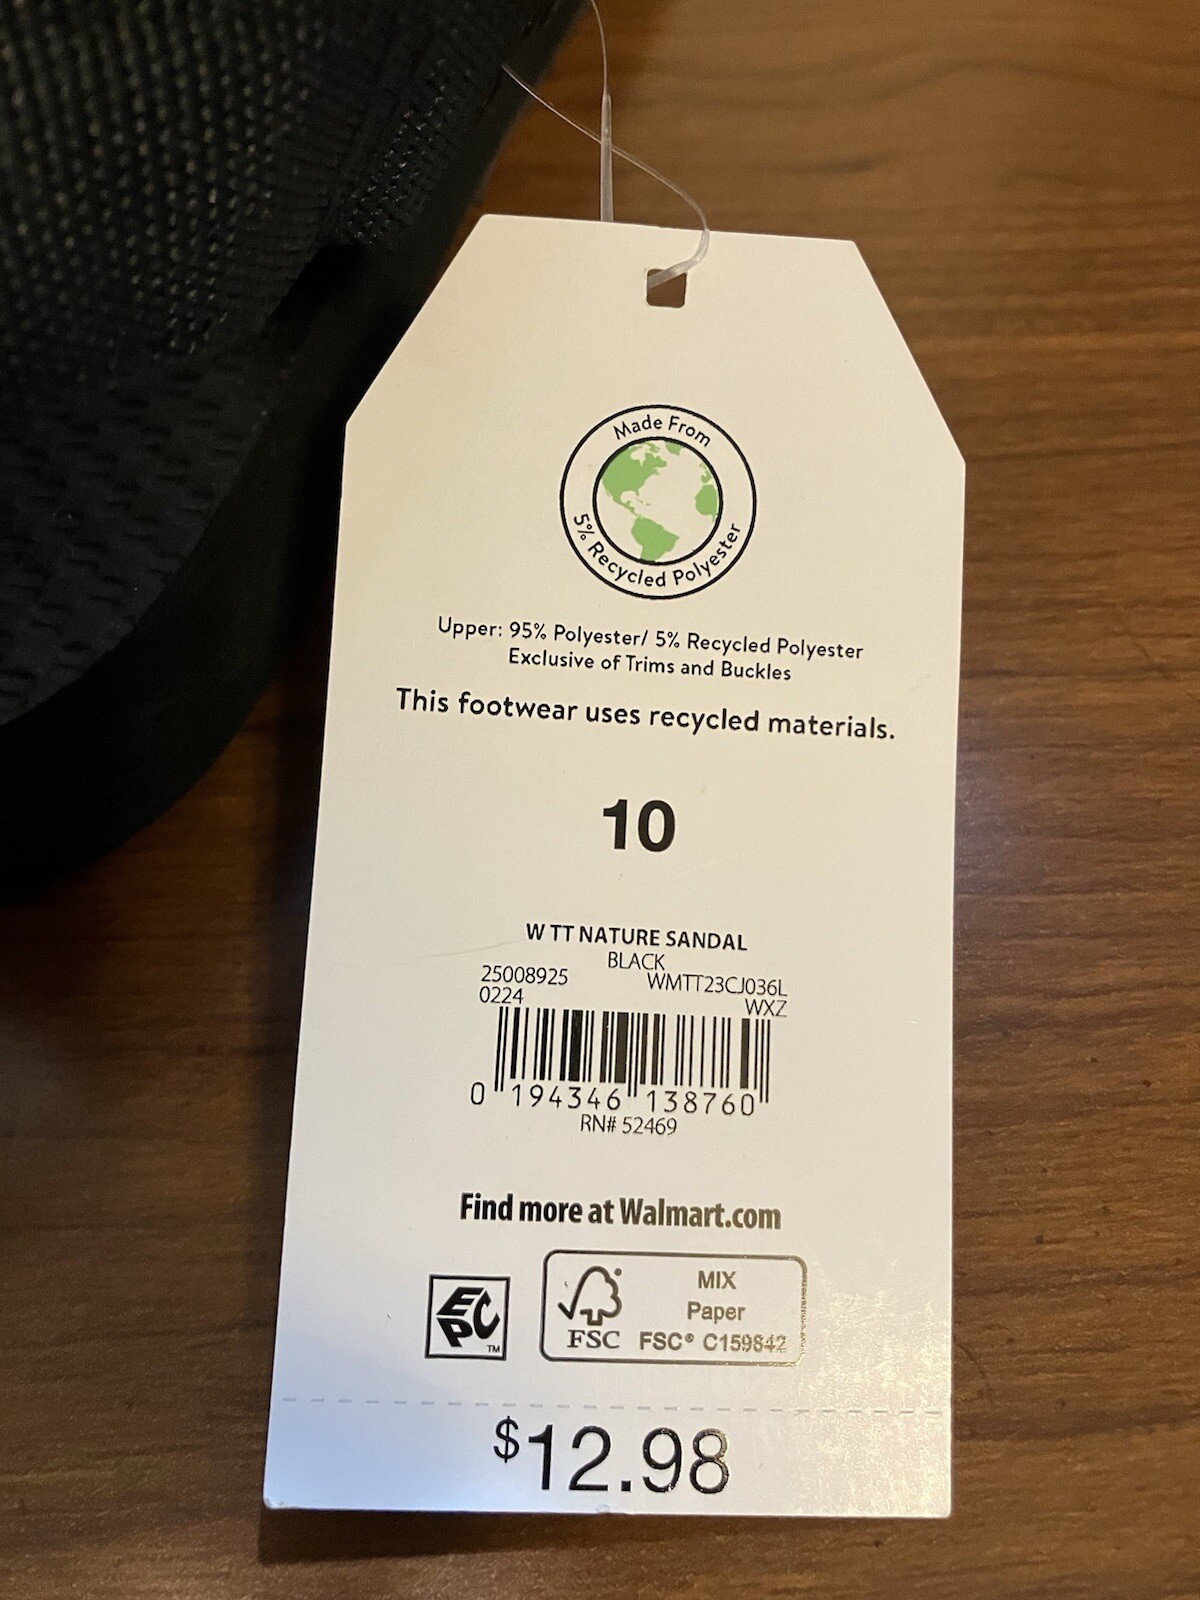 Made From
5% Recycled Polyester
Upper: 95% Polyester/ 5% Recycled Polyester
Exclusive of Trims and Buckles
This footwear uses recycled materials.
10
W TT NATURE SANDAL
BLACK
25008925 WMTT23CJ036L
0224 WXZ
0 194346 138760
RN# 52469
Find more at Walmart.com
EPC™
MIX
Paper
FSC FSC® C159842
$12.98